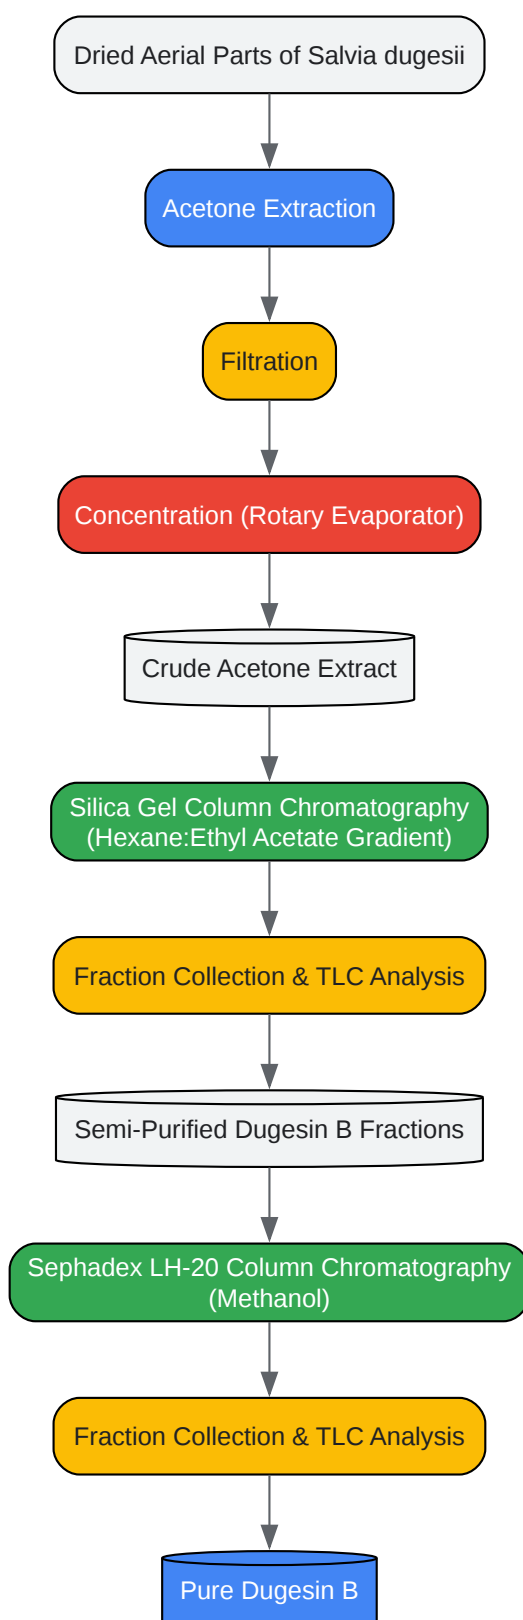 Dried Aerial Parts of Salvia dugesii
Acetone Extraction
Filtration
Concentration (Rotary Evaporator)
Crude Acetone Extract
Silica Gel Column Chromatography
(Hexane:Ethyl Acetate Gradient)
Fraction Collection & TLC Analysis
Semi-Purified Dugesin B Fractions
Sephadex LH-20 Column Chromatography
(Methanol)
Fraction Collection & TLC Analysis
Pure Dugesin B